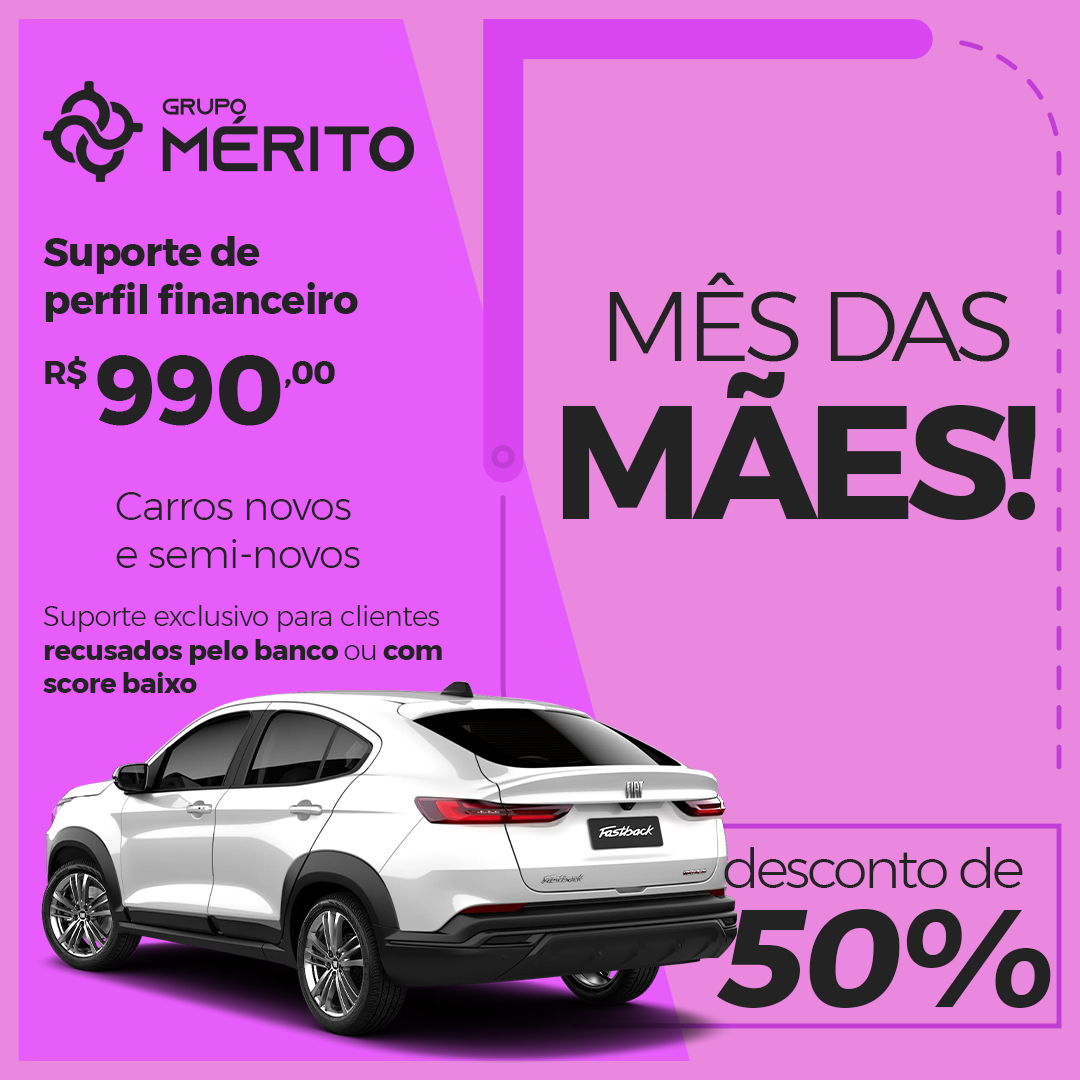 GRUPO
MÉRITO
Suporte de
perfil financeiro
R$ 990,00
Carros novos
e semi-novos
Suporte exclusivo para clientes
recusados pelo banco ou com
score baixo
MÊS DAS
MÃES!
FIAT
Fastback
Fastback
desconto de
50%